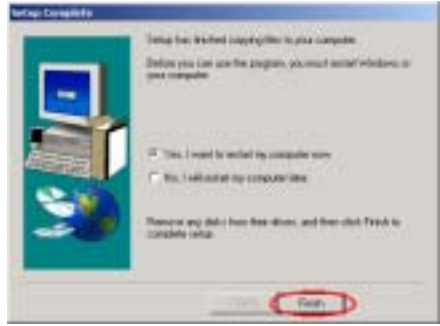 Setup Complete
Setup has finished copying files to your computer.
Before you can use the program, you must restart Windows or
your computer.
Yes, I want to restart my computer now.
No, I will restart my computer later.
Remove any disks from their drives, and then click Finish to
complete setup.
Finish